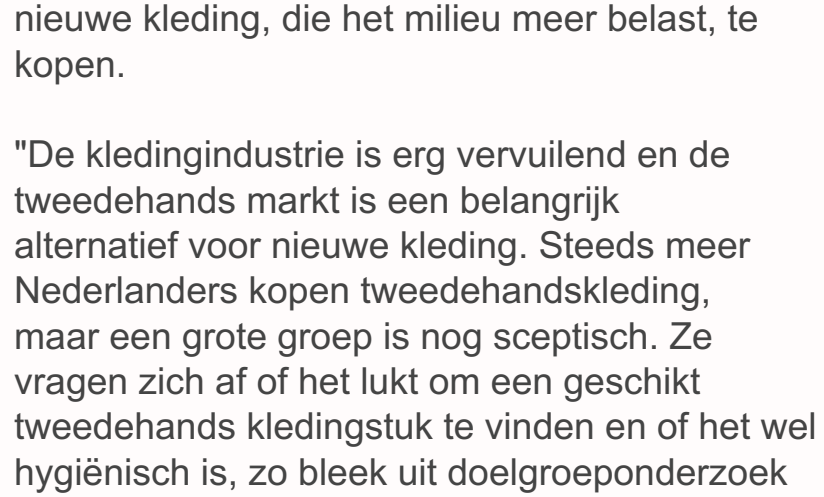 nieuwe kleding, die het milieu meer belast, te
kopen.
"De kledingindustrie is erg vervuilend en de
tweedehands markt is een belangrijk
alternatief voor nieuwe kleding. Steeds meer
Nederlanders kopen tweedehandskleding,
maar een grote groep is nog sceptisch. Ze
vragen zich af of het lukt om een geschikt
tweedehands kledingstuk te vinden en of het wel
hygiënisch is, zo bleek uit doelgroeponderzoek